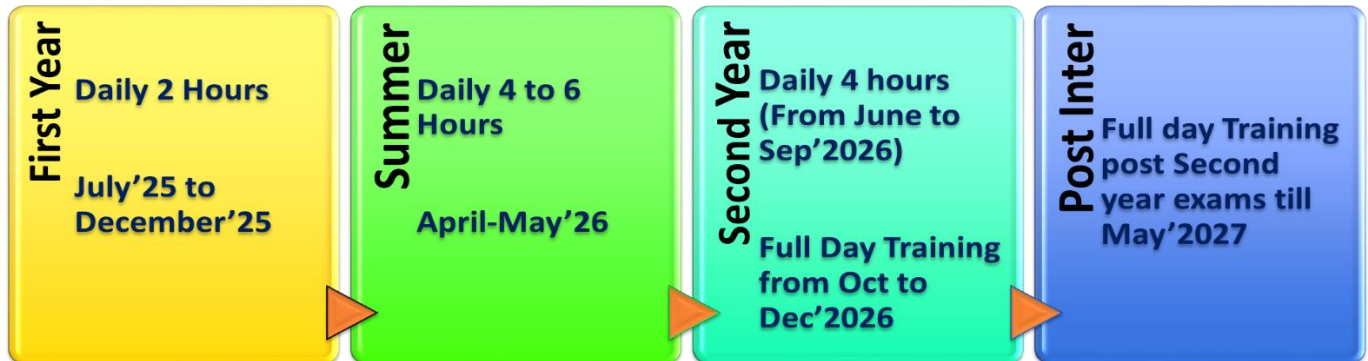 First Year
Daily 2 Hours
July’25 to
December’25
Summer
Daily 4 to 6
Hours
April-May’26
Second Year
Daily 4 hours
(From June to
Sep’2026)
Full Day Training
from Oct to
Dec’2026
Post Inter
Full day Training
post Second
year exams till
May’2027